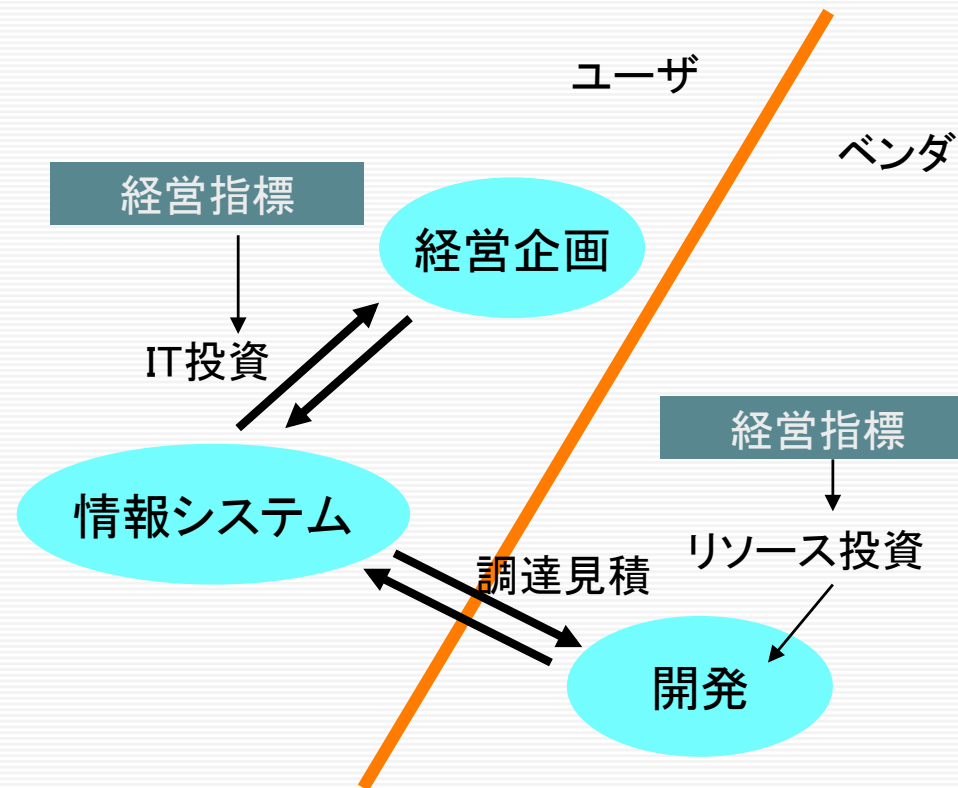 ユーザ
ベンダ
経営指標
経営企画
IT投資
経営指標
情報システム
調達見積
リソース投資
開発